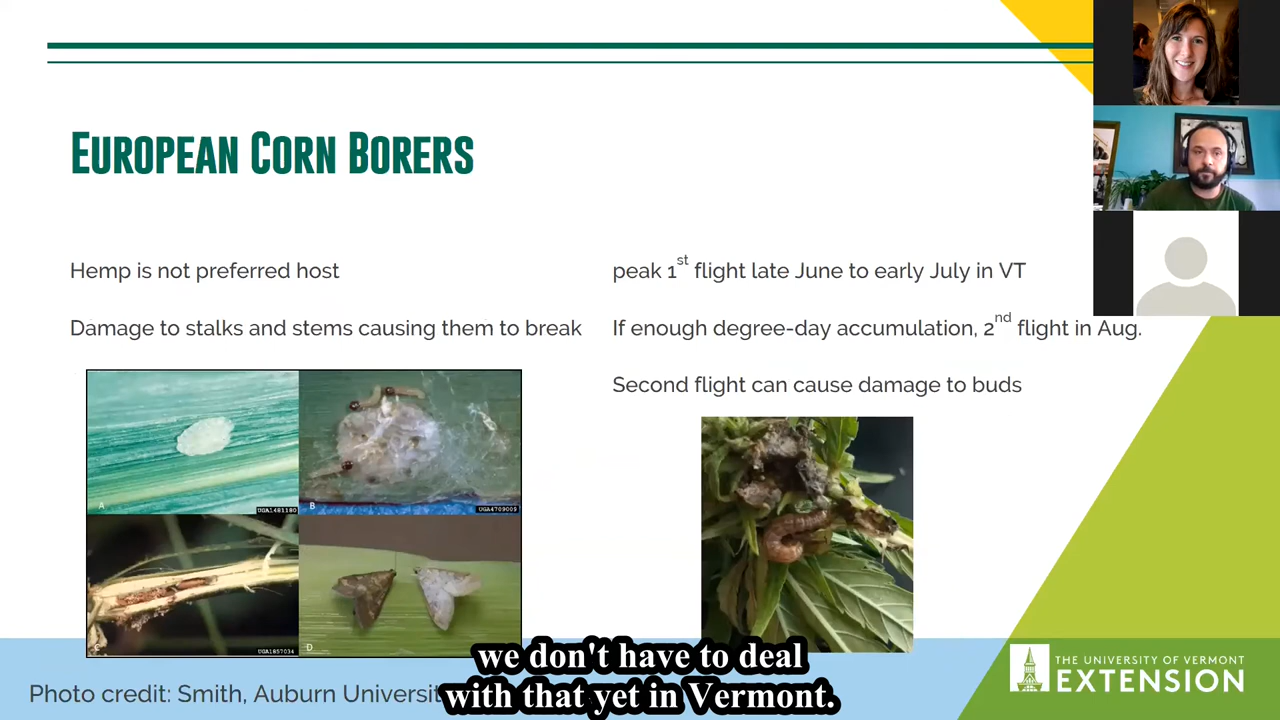 European Corn Borers
Hemp is not preferred host
Damage to stalks and stems causing them to break
peak 1st flight late June to early July in VT
If enough degree-day accumulation, 2nd flight in Aug.
Second flight can cause damage to buds
A
UGA1481180
B
UGA4709009
UGA1857034
D
we don't have to deal
with that yet in Vermont.
Photo credit: Smith, Auburn
THE UNIVERSITY OF VERMONT
EXTENSION